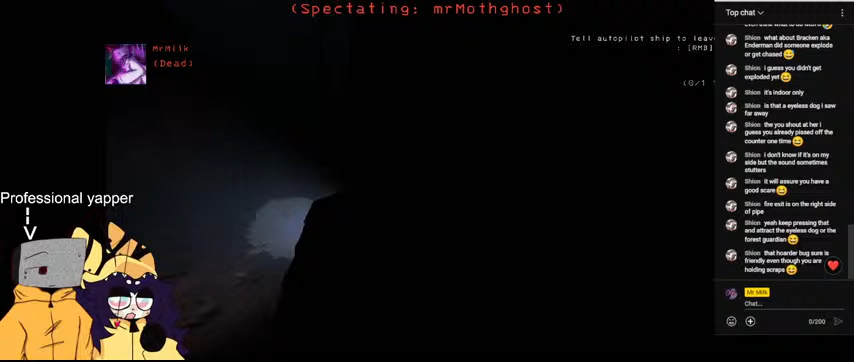 (Spectating: mrMothghost)
MrMilk
(Dead)
Tell autopilot ship to leav
: [RMB]
(0/1
Professional yapper
Top chat
Shion what about Bracken aka
Enderman did someone explode
or get chased 😆
Shion i guess you didn't get
exploded yet 😆
Shion it's indoor only
Shion is that a eyeless dog i saw
far away
Shion the you shout at her i
guess you already pissed off the
counter one time 😆
Shion i don't know if it's on my
side but the sound sometimes
stutters
Shion it will assure you have a
good scare 😆
Shion fire exit is on the right side
of pipe
Shion yeah keep pressing that
and attract the eyeless dog or the
forest guardian 😆
Shion that hoarder bug sure is
friendly even though you are
holding scraps 😆
Mr Milk
Chat...
0/200